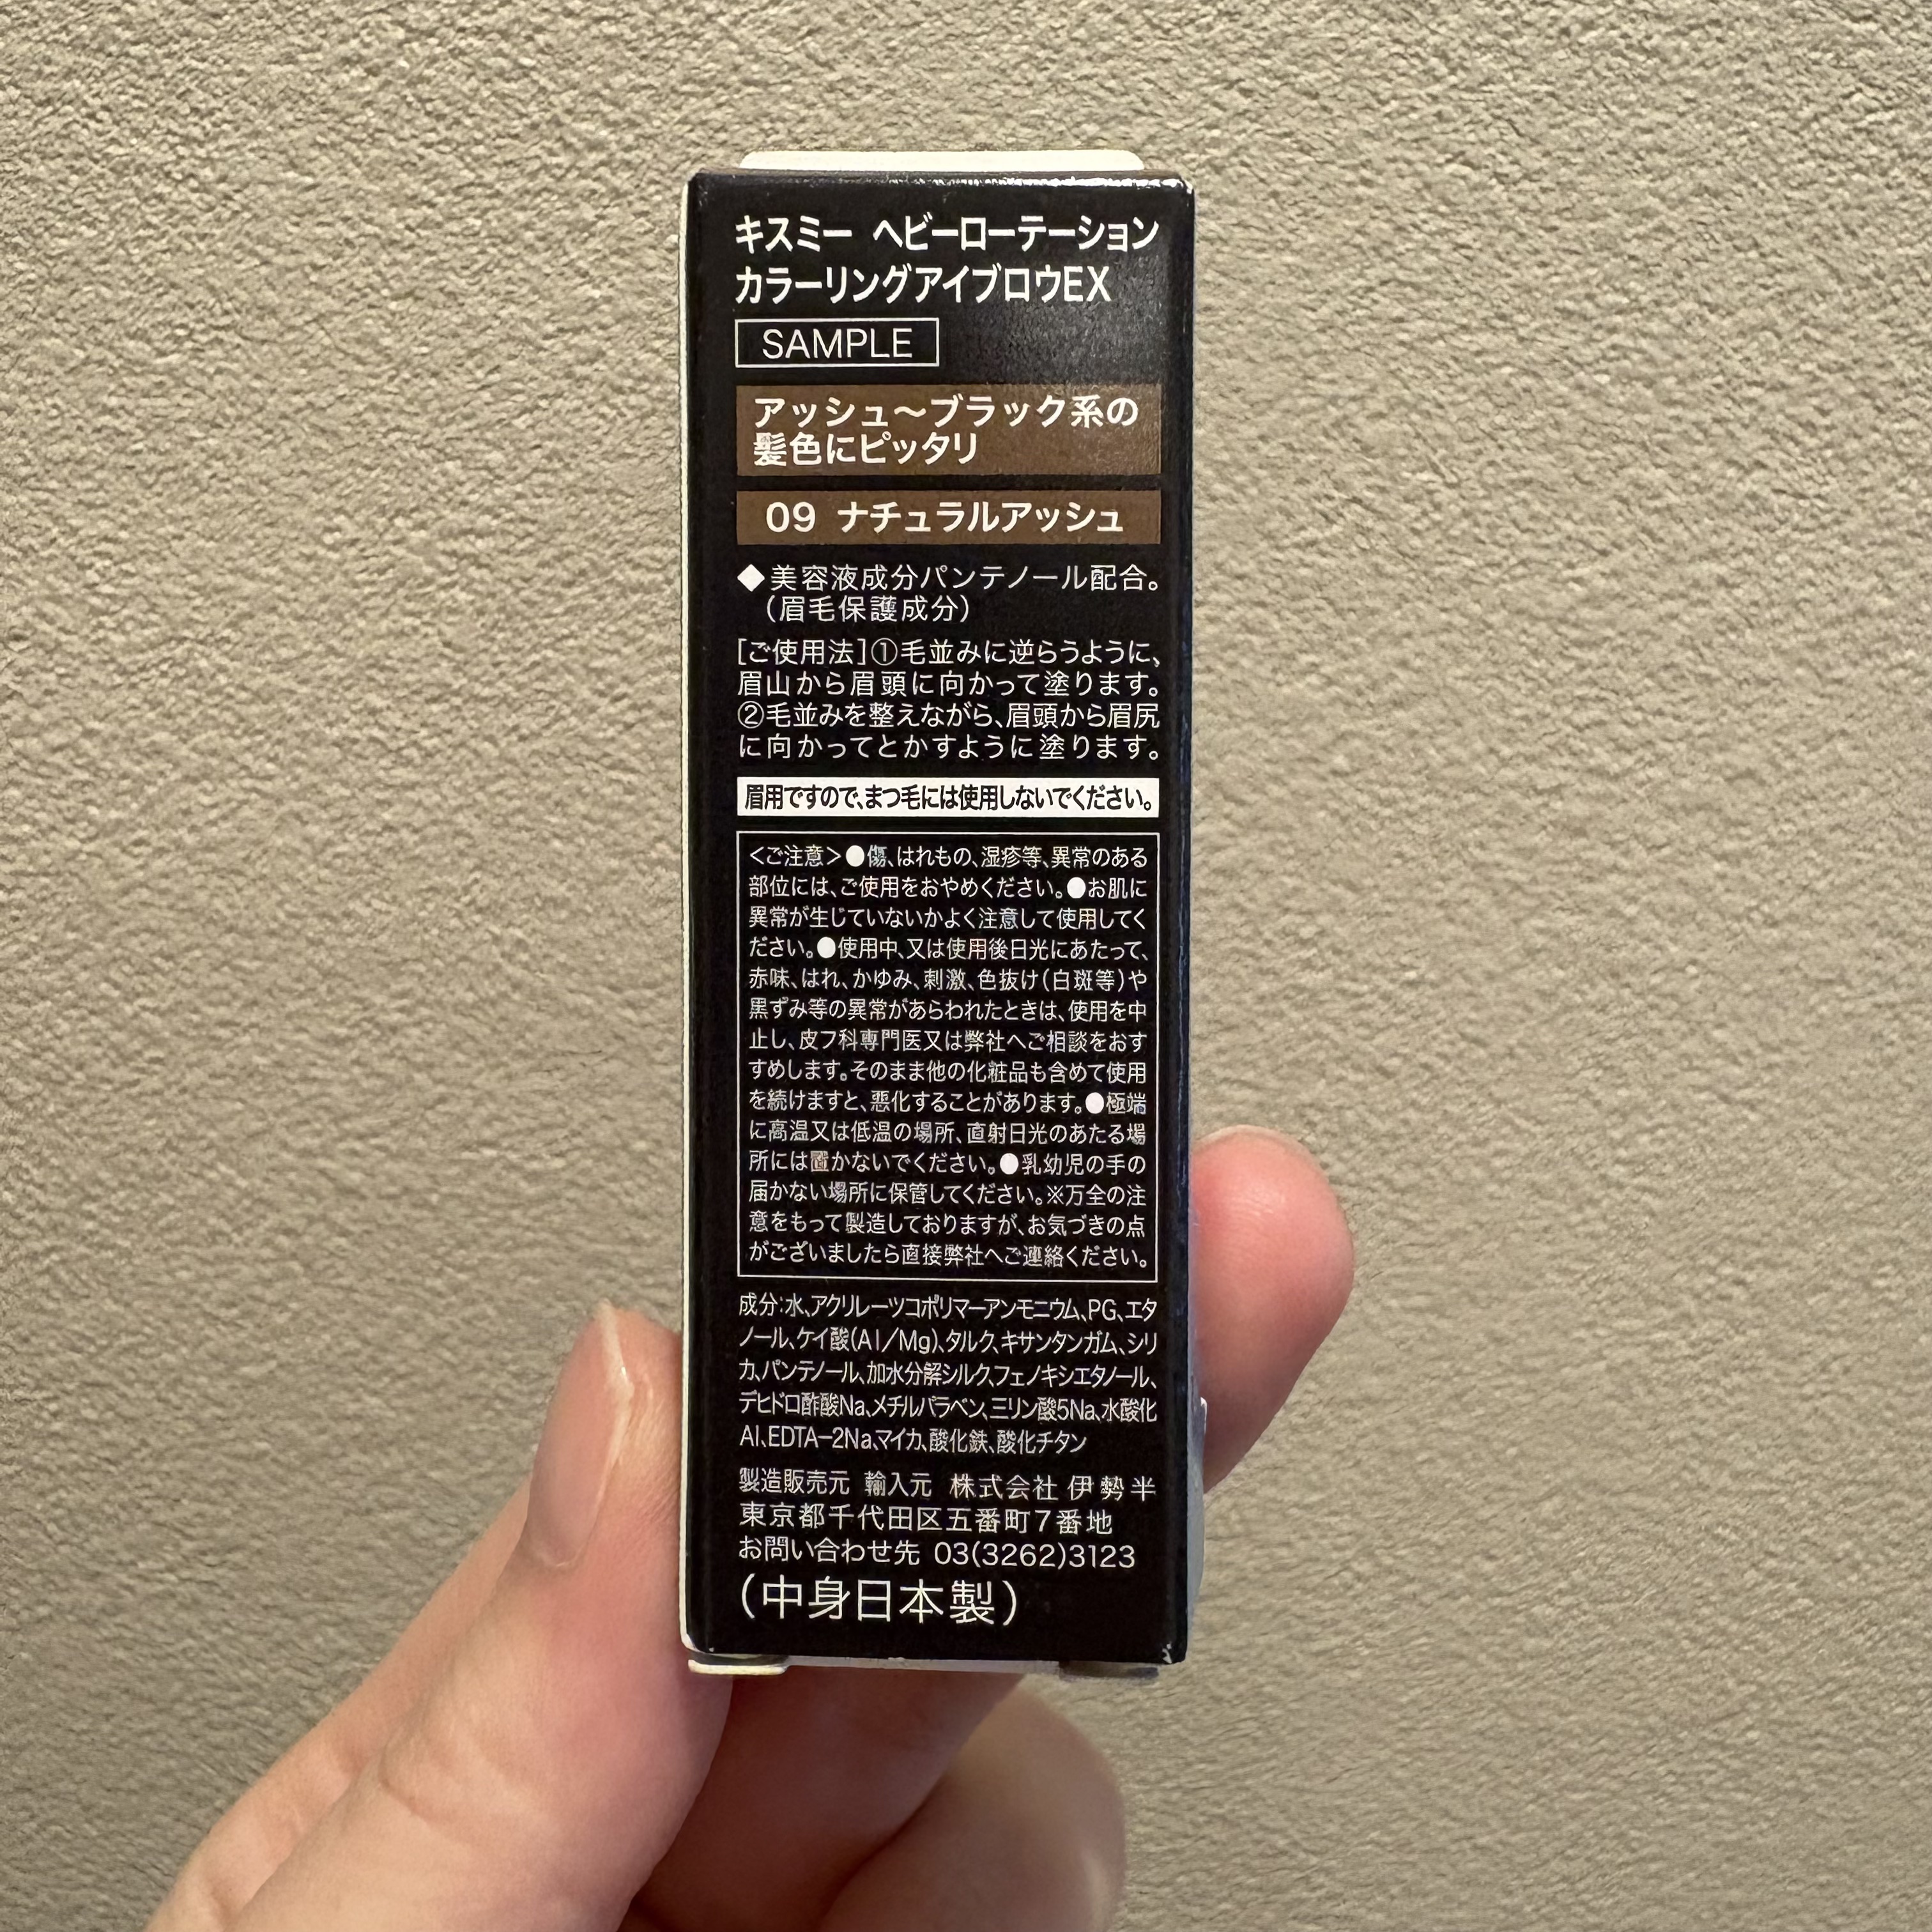 キスミー ヘビーローテーション
カラーリングアイブロウEX
SAMPLE
アッシュ～ブラック系の
髪色にピッタリ
09 ナチュラルアッシュ
◆美容液成分パンテノール配合。
（眉毛保護成分）
[ご使用法]①毛並みに逆らうように、
眉山から眉頭に向かって塗ります。
②毛並みを整えながら、眉頭から眉尻
に向かってとかすように塗ります。
眉用ですので、まつ毛には使用しないでください。
＜ご注意＞●傷、はれもの、湿疹等、異常のある
部位には、ご使用をおやめください。●お肌に
異常が生じていないかよく注意して使用してく
ださい。●使用中、又は使用後日光にあたって、
赤味、はれ、かゆみ、刺激、色抜け（白斑等）や
黒ずみ等の異常があらわれたときは、使用を中
止し、皮フ科専門医又は弊社へご相談をおす
すめします。そのまま他の化粧品も含めて使用
を続けますと、悪化することがあります。●極端
に高温又は低温の場所、直射日光のあたる場
所には置かないでください。●乳幼児の手の
届かない場所に保管してください。※万全の注
意をもって製造しておりますが、お気づきの点
がございましたら直接弊社へご連絡ください。
成分：水、アクリレーツコポリマーアンモニウム、PG、エタ
ノール、ケイ酸（Al／Mg）、タルク、キサンタンガム、シリ
カ、パンテノール、加水分解シルク、フェノキシエタノール、
デヒドロ酢酸Na、メチルパラベン、三リン酸5Na、水酸化
Al、EDTA－2Na、マイカ、酸化鉄、酸化チタン
製造販売元 輸入元 株式会社 伊勢半
東京都千代田区五番町7番地
お問い合わせ先 03(3262)3123
（中身日本製）